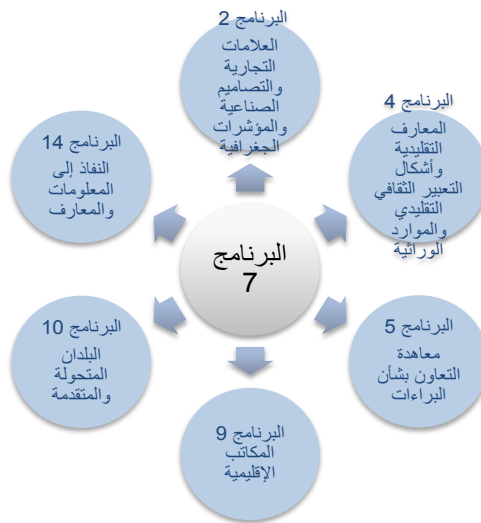 البرنامج 2
العلامات
التجارية
والتصاميم
الصناعية
والمؤشرات
الجغرافية
البرنامج 4
المعارف
التقليدية
وأشكال
التعبير الثقافي
التقليدي
والموارد
الوراثية
البرنامج 5
معاهدة
التعاون بشأن
البراءات
البرنامج 9
المكاتب
الإقليمية
البرنامج 10
البلدان
المتحولة
والمتقدمة
البرنامج 14
النفاذ إلى
المعلومات
والمعارف
البرنامج
7